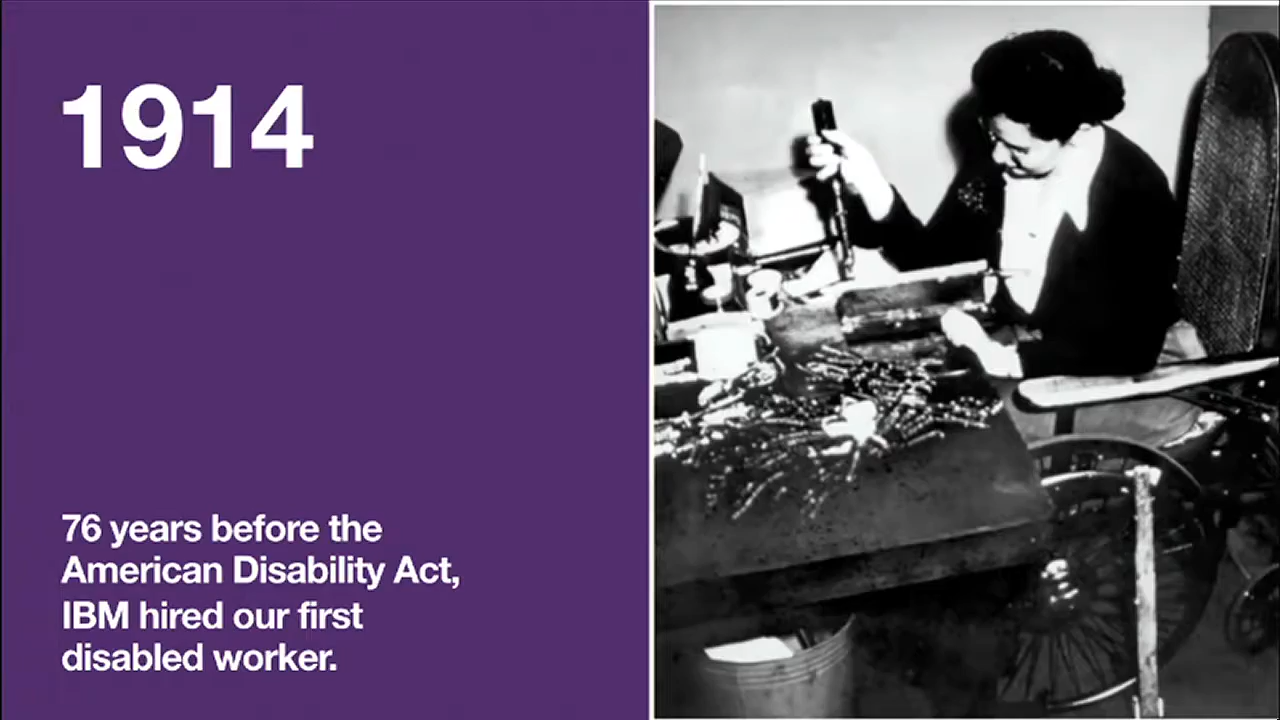 1914
76 years before the
American Disability Act,
IBM hired our first
disabled worker.